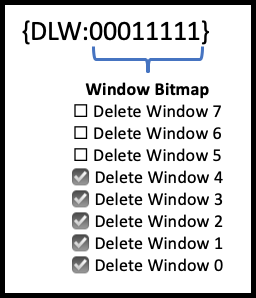 {DLW:00011111}
Window Bitmap
☐ Delete Window 7
☐ Delete Window 6
☐ Delete Window 5
☑ Delete Window 4
☑ Delete Window 3
☑ Delete Window 2
☑ Delete Window 1
☑ Delete Window 0